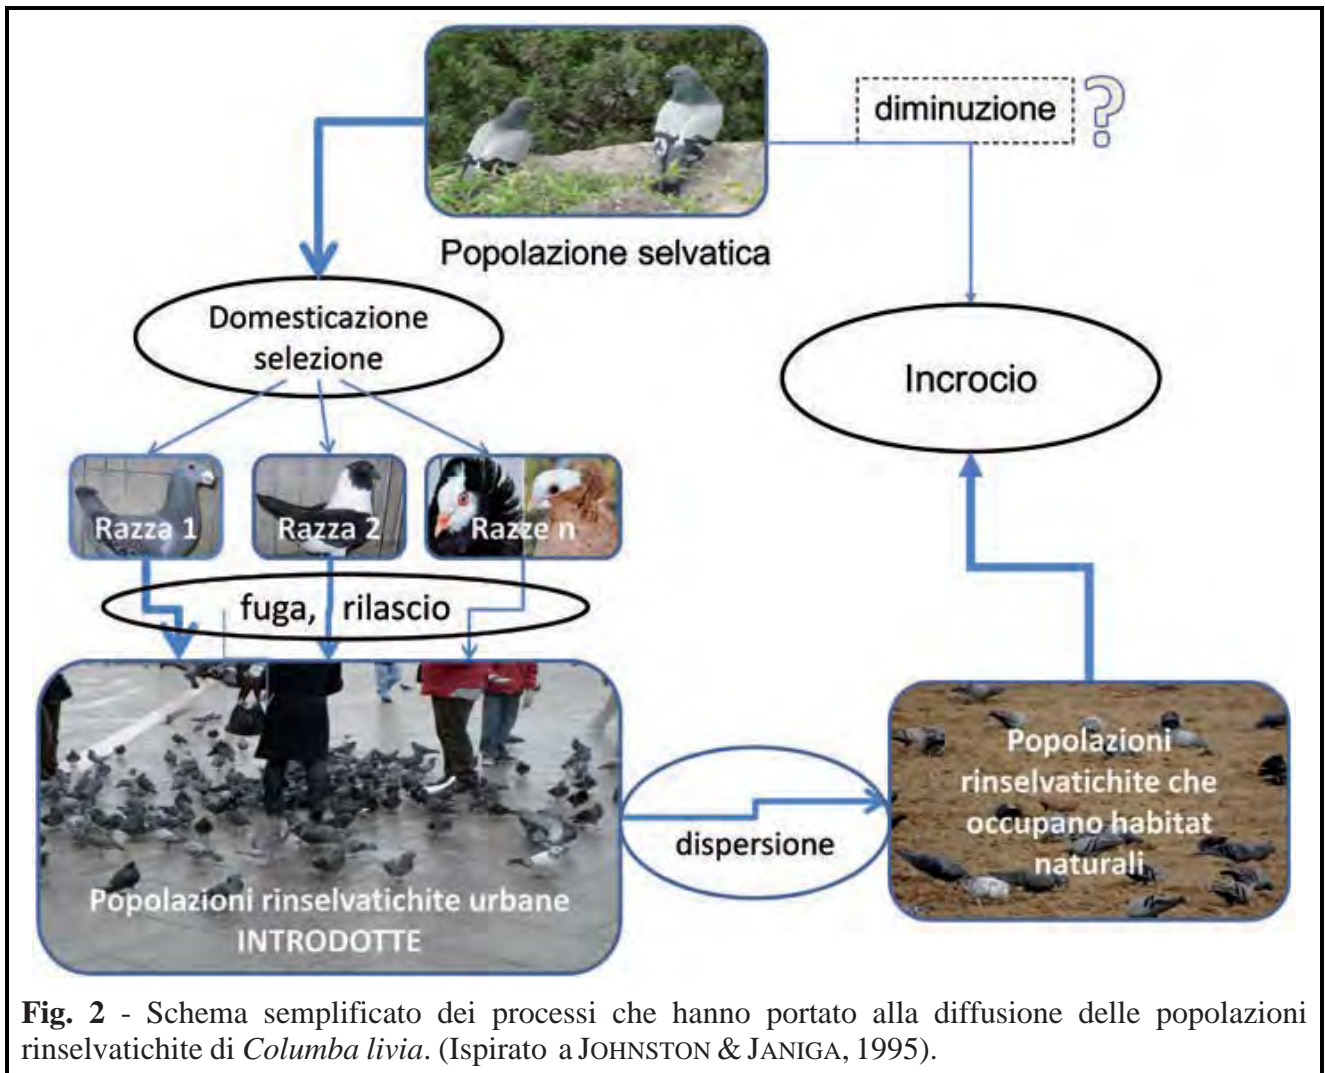 diminuzione ?
Popolazione selvatica
Domesticazione
selezione
Incrocio
Razza 1
Razza 2
Razze n
fuga, rilascio
Popolazioni
rinselvatichite che
occupano habitat
naturali
dispersione
Popolazioni rinselvatichite urbane
INTRODOTTE
Fig. 2 - Schema semplificato dei processi che hanno portato alla diffusione delle popolazioni
rinselvatichite di Columba livia. (Ispirato a JOHNSTON & JANIGA, 1995).